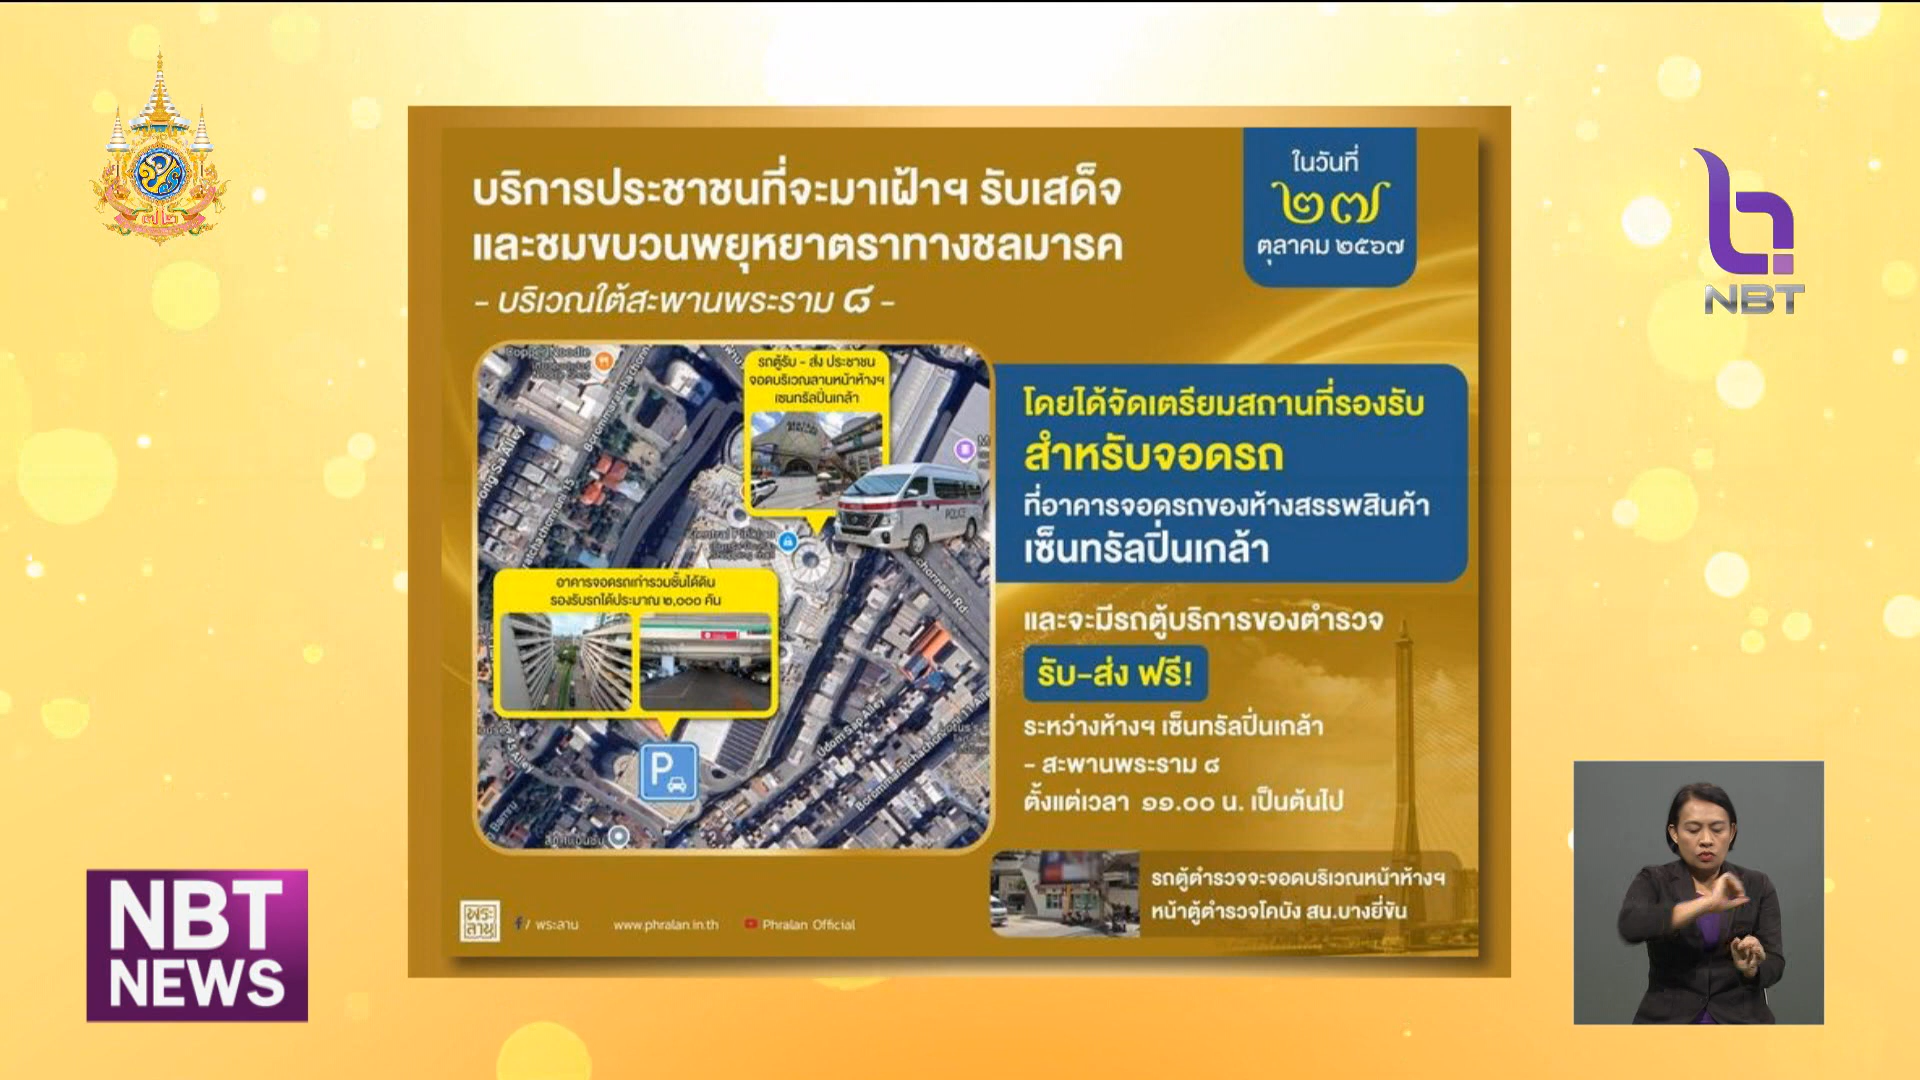 บริการประชาชนที่จะมาเฝ้าฯ รับเสด็จ
และชมขบวนพยุหยาตราทางชลมารค
- บริเวณใต้สะพานพระราม ๘ -
ในวันที่
๒๗
ตุลาคม ๒๕๖๗
NBT
รถตู้รับ - ส่ง ประชาชน
จอดบริเวณลานหน้าห้างฯ
เซนทรัลปิ่นเกล้า
POLICE
อาคารจอดรถเก่ารวมชั้นใต้ดิน
รองรับรถได้ประมาณ ๒,๐๐๐ คัน
P
Udom Sap Alley
โดยได้จัดเตรียมสถานที่รองรับ
สำหรับจอดรถ
ที่อาคารจอดรถของห้างสรรพสินค้า
เซ็นทรัลปิ่นเกล้า
และจะมีรถตู้บริการของตำรวจ
รับ-ส่ง ฟรี!
ระหว่างห้างฯ เซ็นทรัลปิ่นเกล้า
- สะพานพระราม ๘
ตั้งแต่เวลา ๑๑.๐๐ น. เป็นต้นไป
รถตู้ตำรวจจะจอดบริเวณหน้าห้างฯ
หน้าตู้ตำรวจโคบัง สน.บางยี่ขัน
พระ
ลาน
f / พระลาน www.phralan.in.th Phralan Official
NBT
NEWS